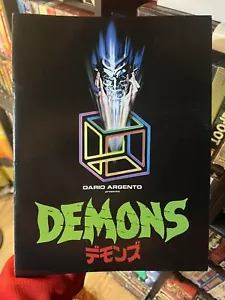 DARIO ARGENTO
presents
DEMONS
デモンズ